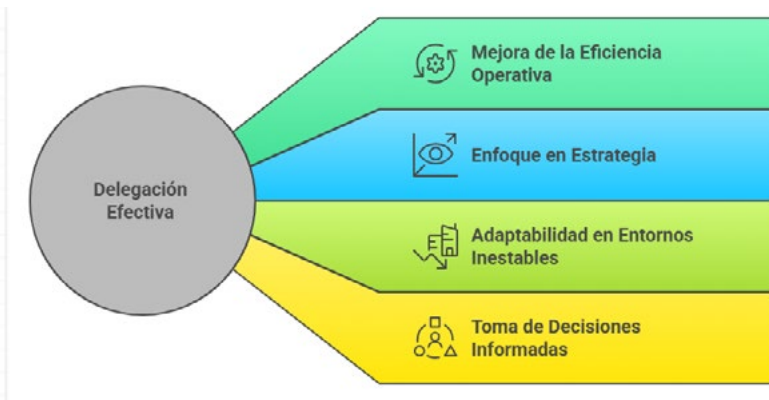 Delegación
Efectiva
Mejora de la Eficiencia
Operativa
Enfoque en Estrategia
Adaptabilidad en Entornos
Inestables
Toma de Decisiones
Informadas